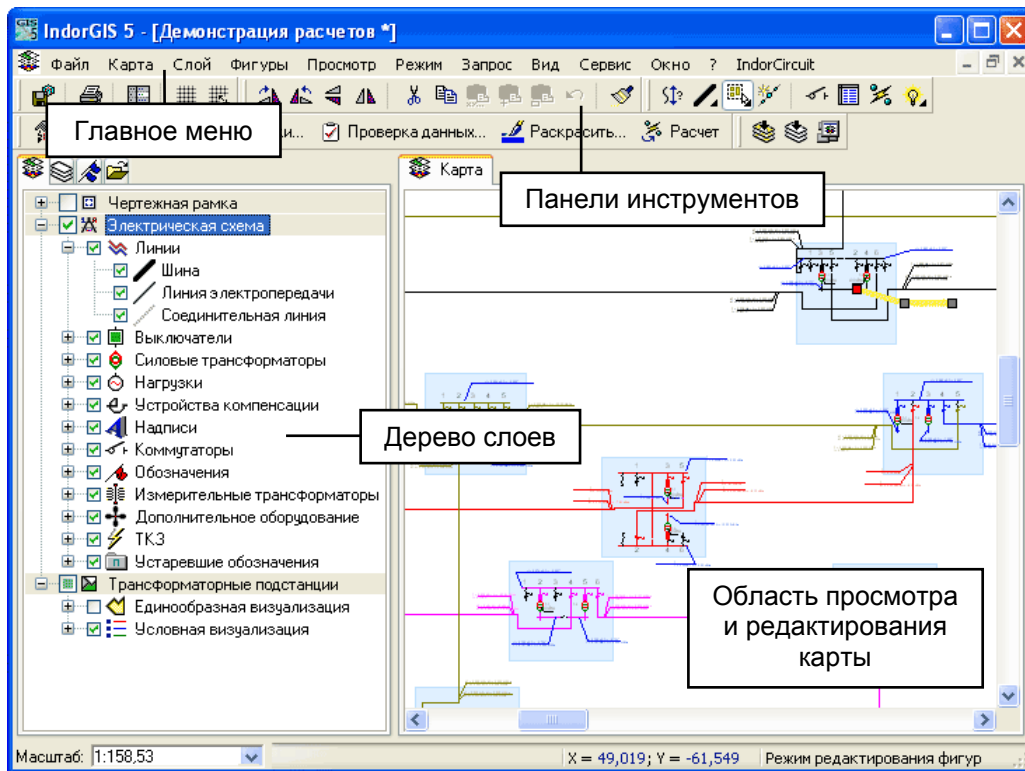 IndorGIS 5 - [Демонстрация расчетов *]
Файл Карта Слой Фигуры Просмотр Режим Запрос Вид Сервис Окно ? IndorCircuit
Главное меню
Проверка данных... Раскрасить... Расчет
Карта
Панели инструментов
Чертежная рамка
Электрическая схема
Линии
Шина
Линия электропередачи
Соединительная линия
Выключатели
Силовые трансформаторы
Нагрузки
Устройства компенсации
Надписи
Дерево слоев
Коммутаторы
Обозначения
Измерительные трансформаторы
Дополнительное оборудование
ТКЗ
Устаревшие обозначения
Трансформаторные подстанции
Единообразная визуализация
Условная визуализация
Область просмотра
и редактирования
карты
Масштаб: 1:158,53
X = 49,019; Y = -61,549 Режим редактирования фигур